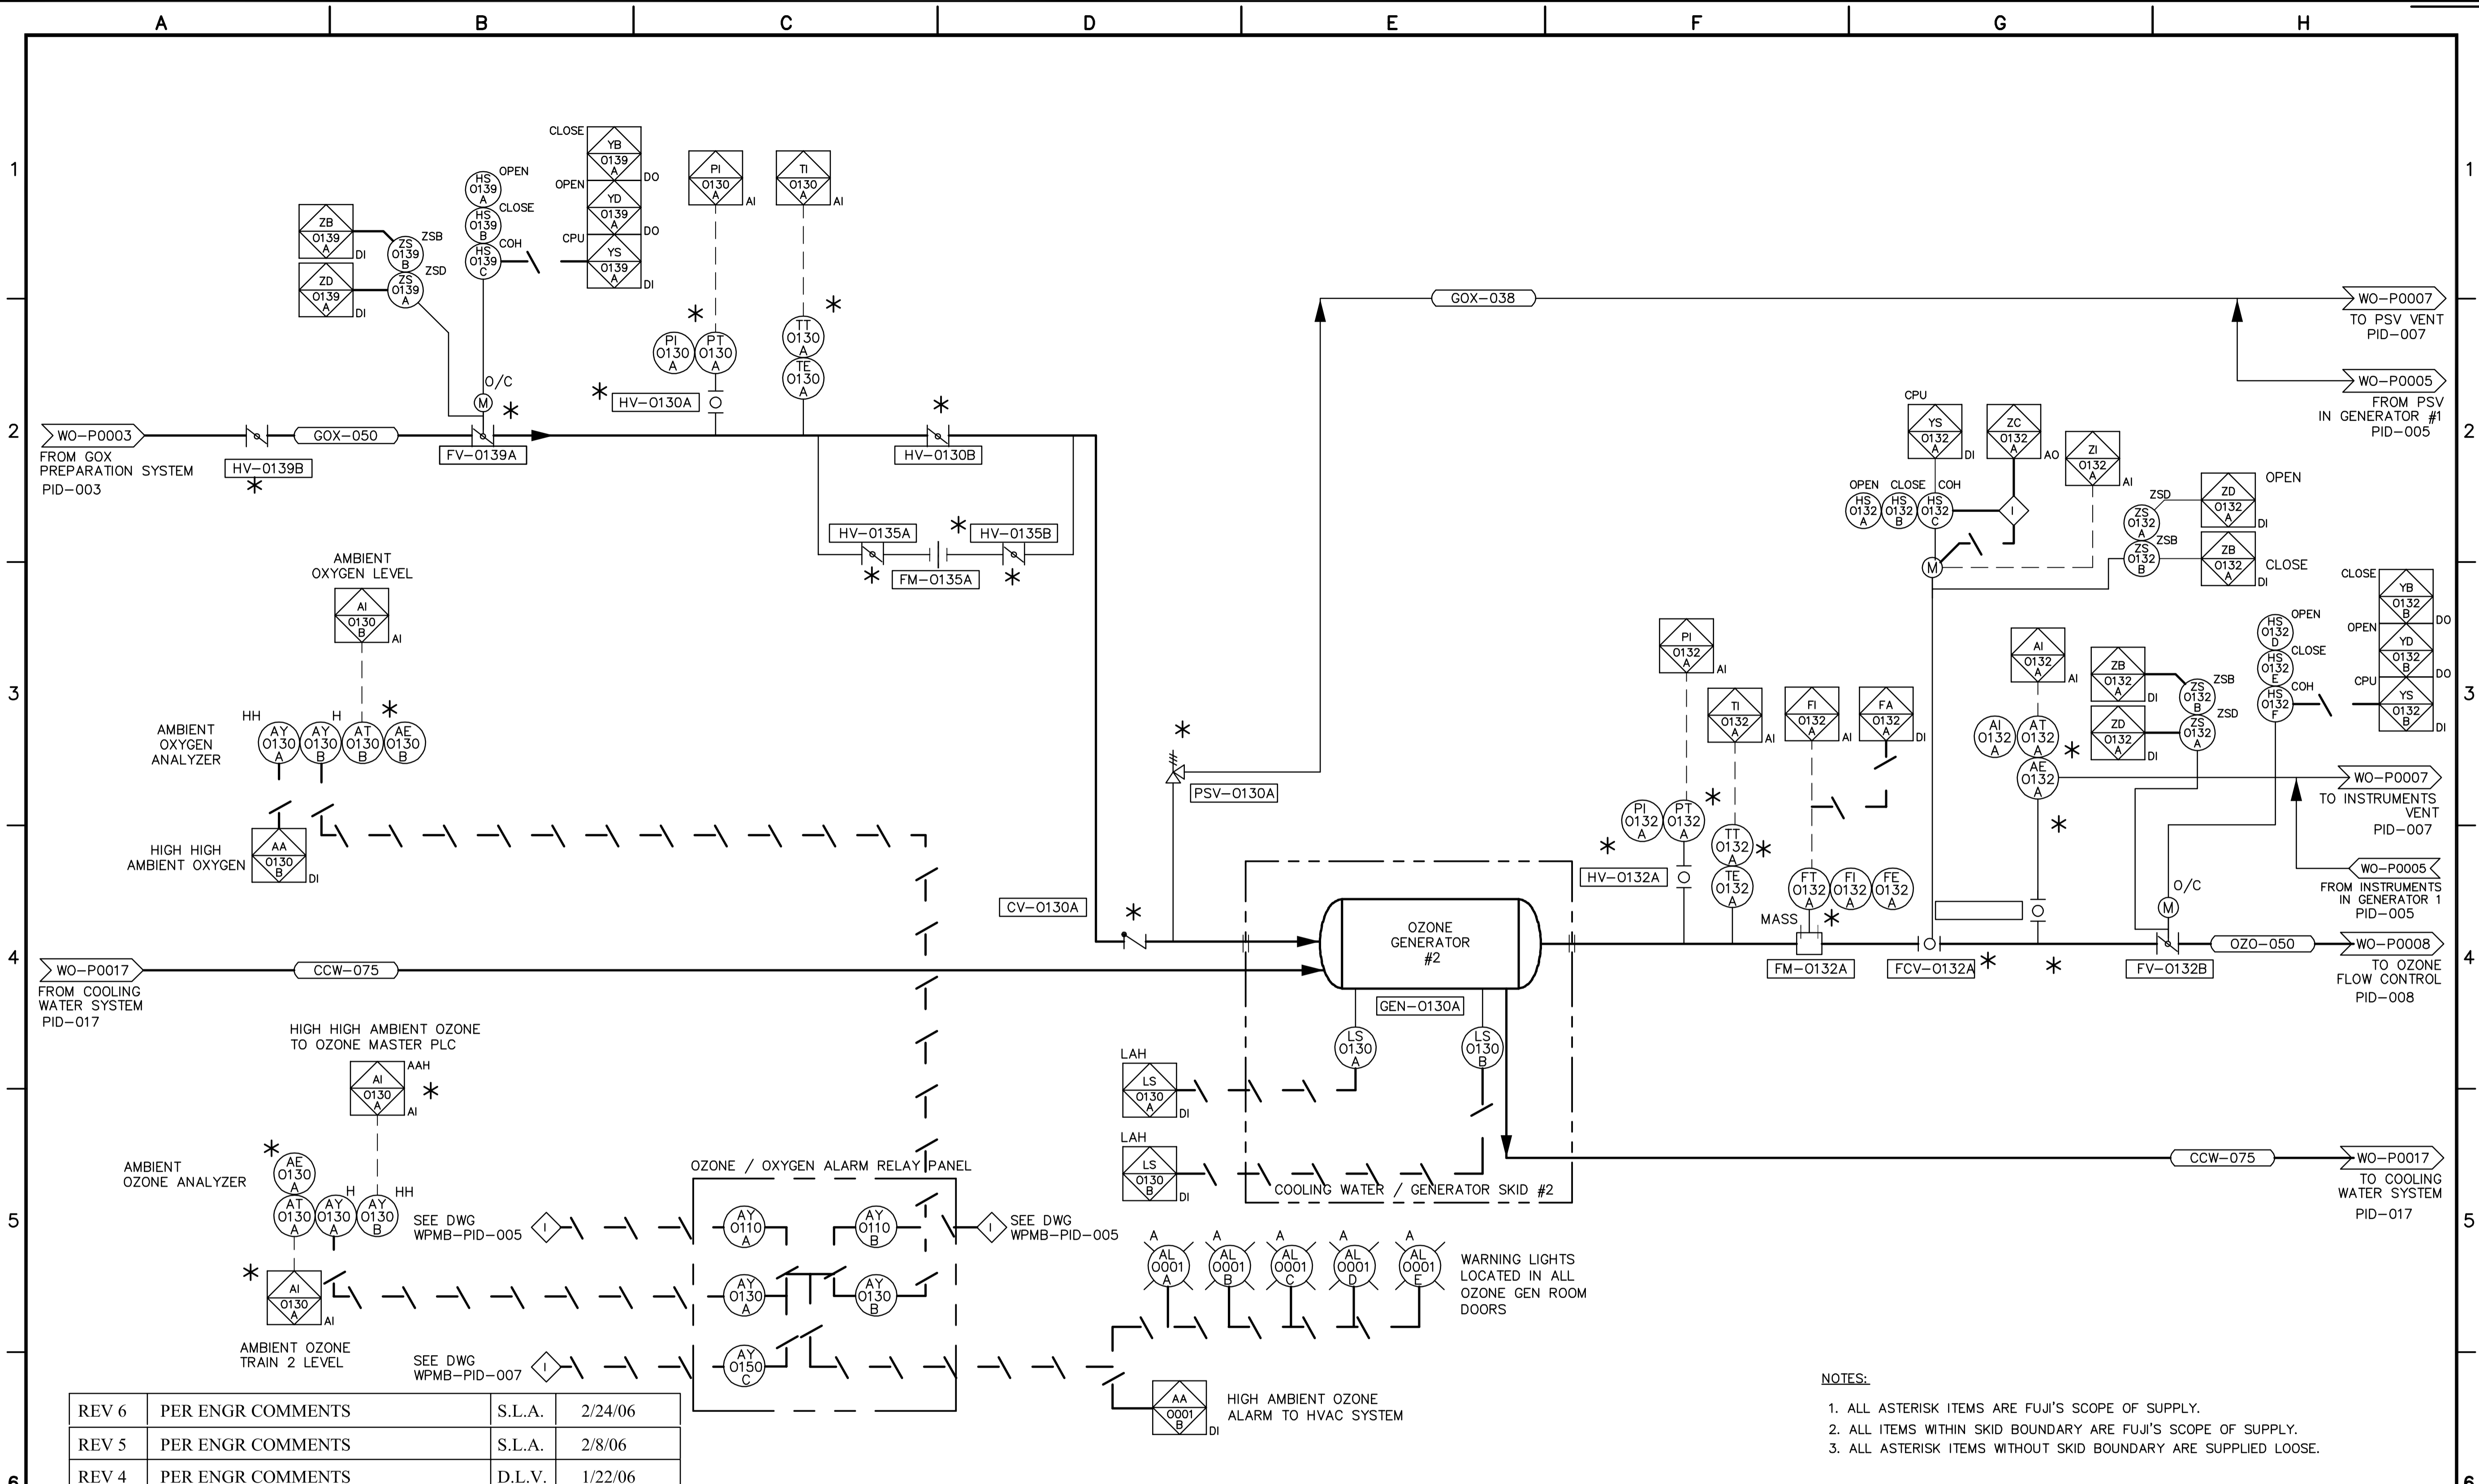 A B C D E F G H
1
CLOSE
YB
0139
A
DO
OPEN
YD
0139
A
DO
CPU
YS
0139
A
DI
HS
0139
A
OPEN
HS
0139
B
CLOSE
HS
0139
C
COH
ZB
0139
A
DI
ZD
0139
A
DI
ZS
0139
B
ZSB
ZS
0139
A
ZSD
PI
0130
A
AI
TI
0130
A
AI
*
*
PI
0130
A
PT
0130
A
TT
0130
A
TE
0130
A
O/C
M
*
* HV-0130A
*
1
GOX-038
WO-P0007
TO PSV VENT
PID-007
WO-P0005
FROM PSV
IN GENERATOR #1
PID-005
2
WO-P0003
FROM GOX
PREPARATION SYSTEM
PID-003
GOX-050
HV-0139B
*
FV-0139A
HV-0130B
HV-0135A
*
HV-0135B
*
FM-0135A
*
CPU
YS
0132
A
DI
ZC
0132
A
AO
ZI
0132
A
AI
OPEN CLOSE COH
HS
0132
A
HS
0132
B
HS
0132
C
I
M
ZSD
ZS
0132
A
ZSB
ZS
0132
B
ZD
0132
A
DI
OPEN
ZB
0132
A
DI
CLOSE
2
3
AMBIENT
OXYGEN LEVEL
AI
0130
B
AI
HH
H
*
AMBIENT
OXYGEN
ANALYZER
AY
0130
A
AY
0130
B
AT
0130
B
AE
0130
B
HIGH HIGH
AMBIENT OXYGEN
AA
0130
B
DI
*
PSV-0130A
PI
0132
A
AI
TI
0132
A
AI
FI
0132
A
AI
FA
0132
A
DI
*
PI
0132
A
PT
0132
A
*
HV-0132A
TT
0132
A
*
TE
0132
A
FT
0132
A
FI
0132
A
FE
0132
A
MASS
*
AI
0132
A
AI
AI
0132
A
AT
0132
A
*
AE
0132
A
*
ZB
0132
A
DI
ZD
0132
A
DI
ZS
0132
B
ZSB
ZS
0132
A
ZSD
HS
0132
D
OPEN
HS
0132
E
CLOSE
HS
0132
F
COH
CLOSE
YB
0132
B
DO
OPEN
YD
0132
B
DO
CPU
YS
0132
B
DI
WO-P0007
TO INSTRUMENTS
VENT
PID-007
WO-P0005
FROM INSTRUMENTS
IN GENERATOR 1
PID-005
3
4
WO-P0017
FROM COOLING
WATER SYSTEM
PID-017
CCW-075
CV-0130A
*
OZONE
GENERATOR
#2
GEN-0130A
LS
0130
A
LS
0130
B
FM-0132A
FCV-0132A
*
*
O/C
M
FV-0132B
OZO-050
WO-P0008
TO OZONE
FLOW CONTROL
PID-008
4
HIGH HIGH AMBIENT OZONE
TO OZONE MASTER PLC
AAH
AI
0130
A
AI
*
LAH
LS
0130
A
DI
LAH
LS
0130
B
DI
COOLING WATER / GENERATOR SKID #2
CCW-075
WO-P0017
TO COOLING
WATER SYSTEM
PID-017
5
AMBIENT
OZONE ANALYZER
*
AE
0130
A
AT
0130
A
H
AY
0130
A
HH
AY
0130
B
*
AI
0130
A
AI
AMBIENT OZONE
TRAIN 2 LEVEL
OZONE / OXYGEN ALARM RELAY PANEL
SEE DWG
WPMB-PID-005
I
AY
0110
A
AY
0110
B
I
SEE DWG
WPMB-PID-005
AY
0130
A
AY
0130
B
SEE DWG
WPMB-PID-007
I
AY
0150
C
A A A A A
AL
0001
A
AL
0001
B
AL
0001
C
AL
0001
D
AL
0001
E
WARNING LIGHTS
LOCATED IN ALL
OZONE GEN ROOM
DOORS
AA
0001
B
DI
HIGH AMBIENT OZONE
ALARM TO HVAC SYSTEM
5
NOTES:
1. ALL ASTERISK ITEMS ARE FUJI'S SCOPE OF SUPPLY.
2. ALL ITEMS WITHIN SKID BOUNDARY ARE FUJI'S SCOPE OF SUPPLY.
3. ALL ASTERISK ITEMS WITHOUT SKID BOUNDARY ARE SUPPLIED LOOSE.
REV 6 PER ENGR COMMENTS S.L.A. 2/24/06
REV 5 PER ENGR COMMENTS S.L.A. 2/8/06
REV 4 PER ENGR COMMENTS D.L.V. 1/22/06
6
6